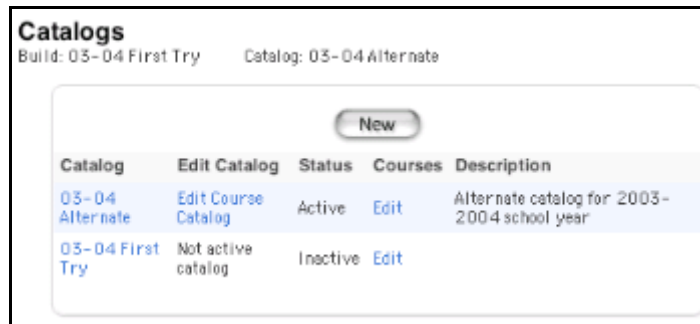 Catalogs
Build: 03-04 First Try Catalog: 03-04 Alternate
New
Catalog Edit Catalog Status Courses Description
03-04 Alternate Edit Course Catalog Active Edit Alternate catalog for 2003-2004 school year
03-04 First Try Not active catalog Inactive Edit